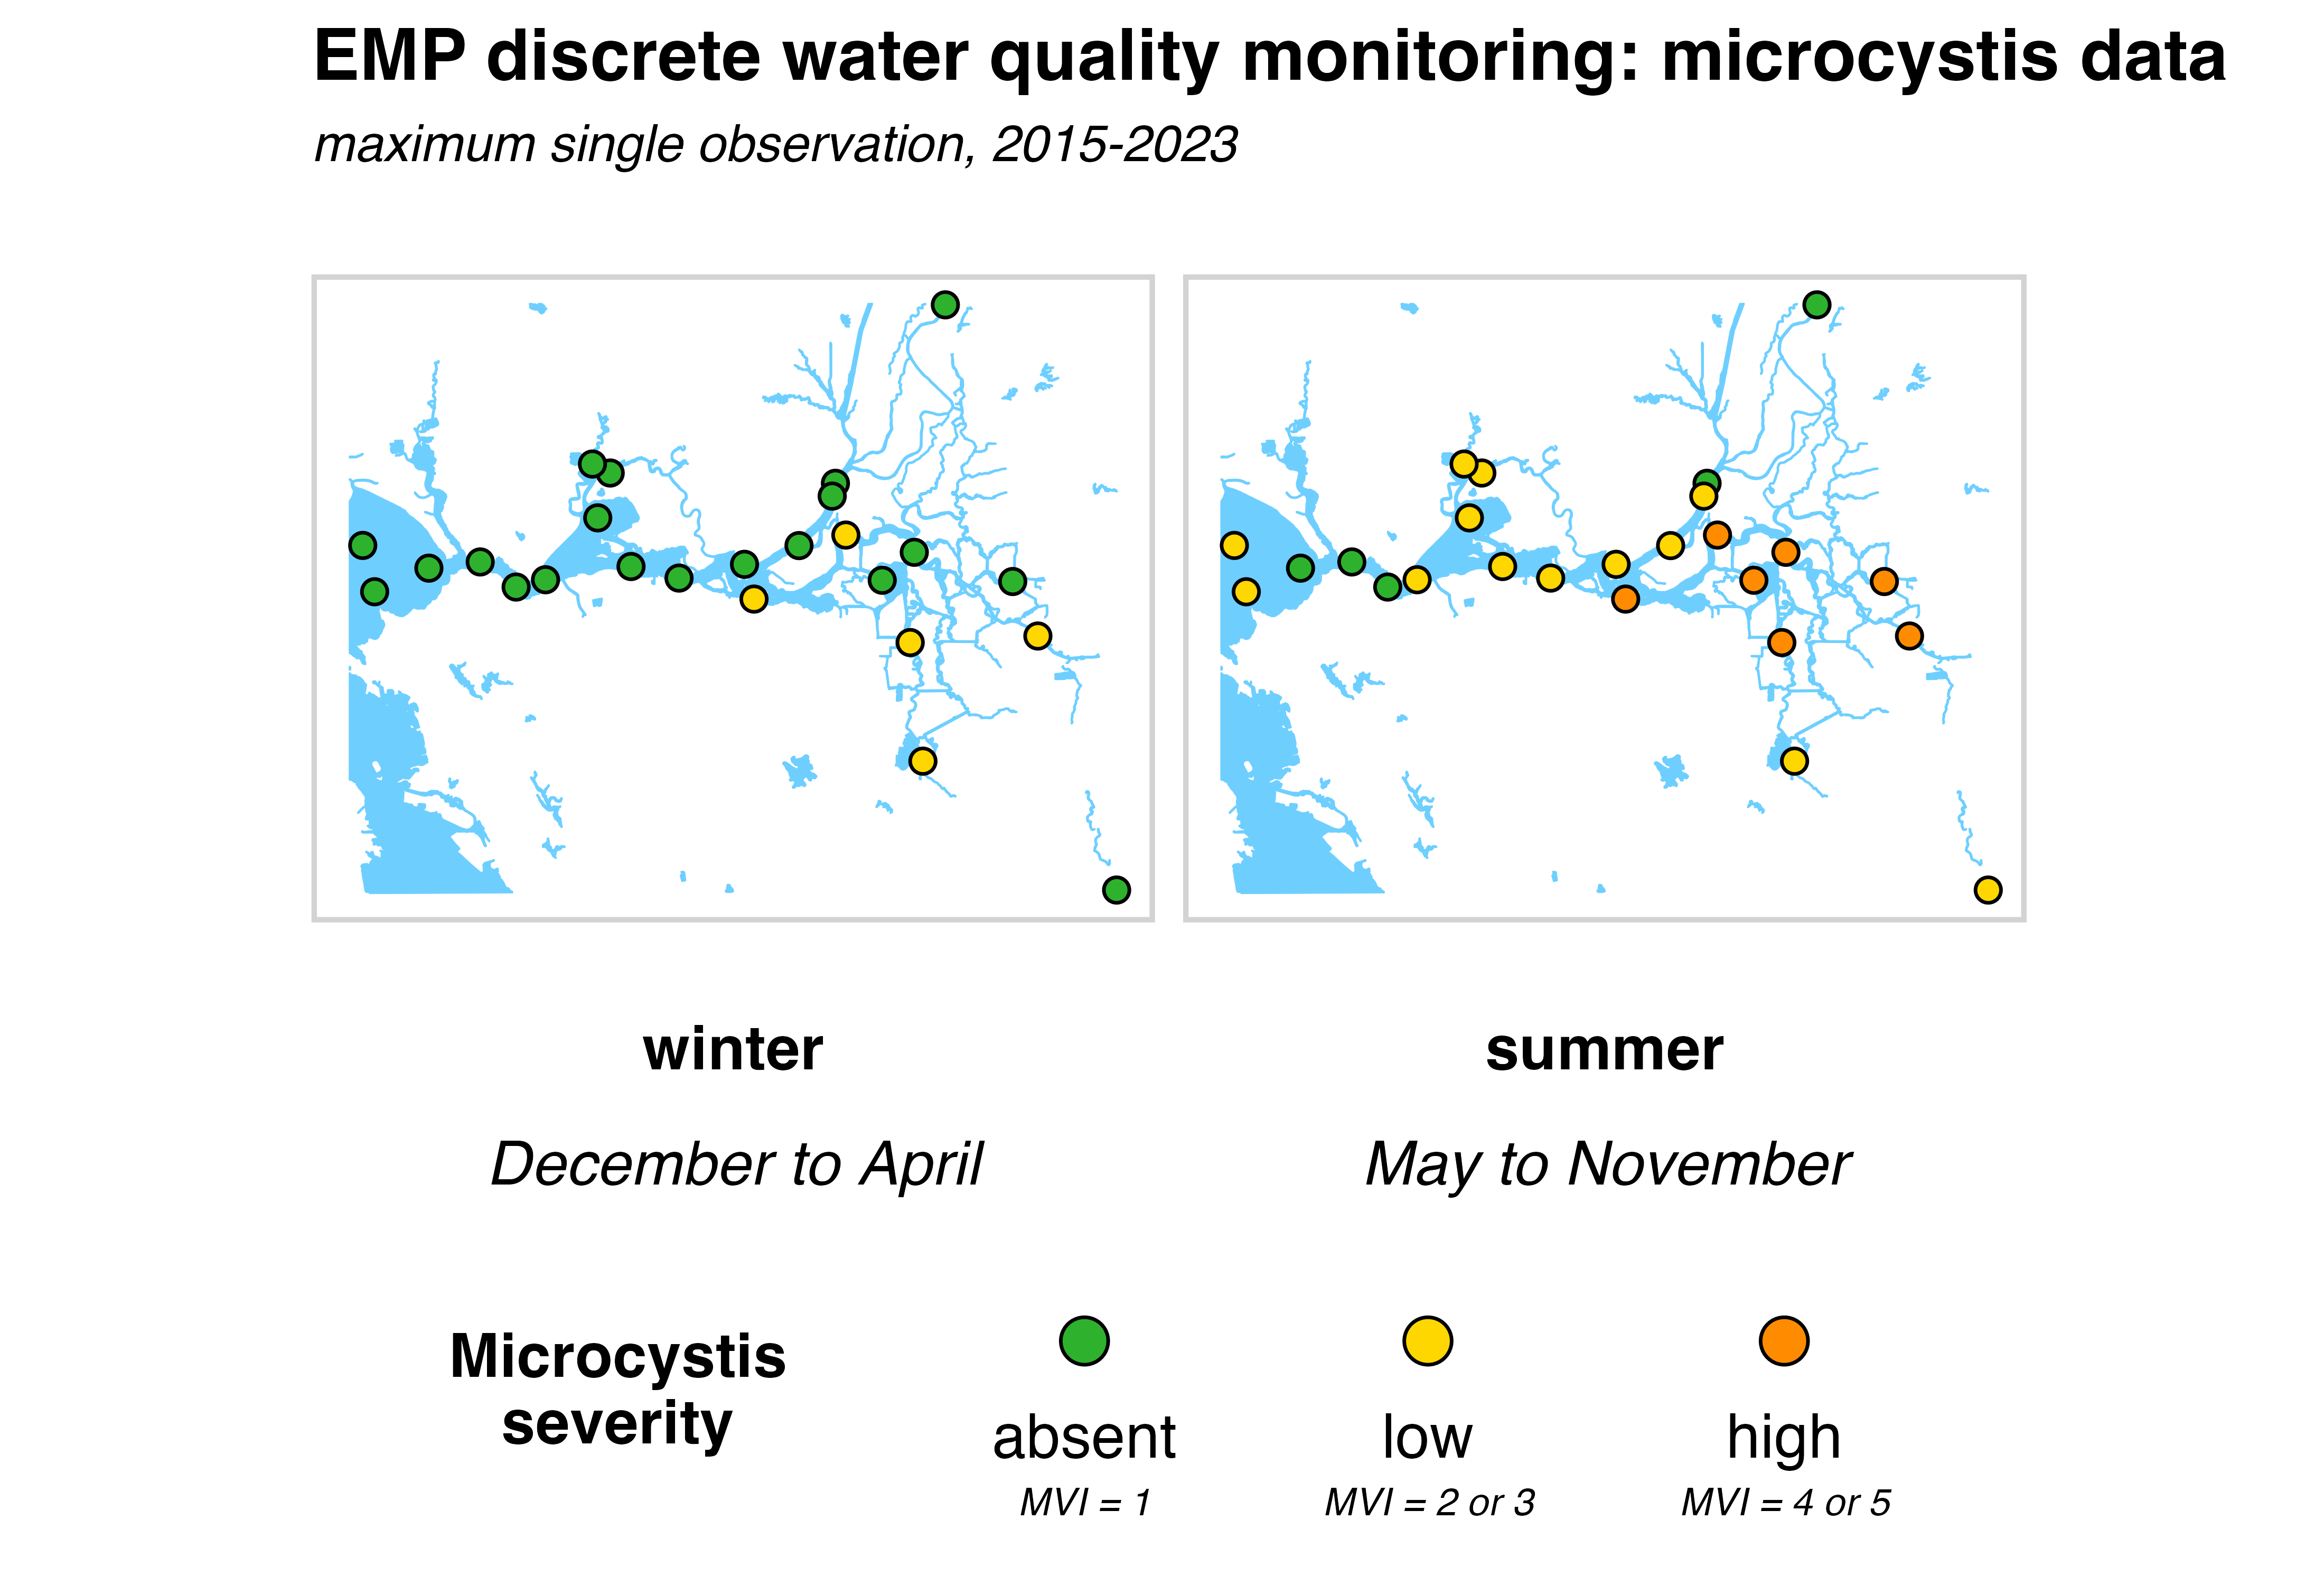 EMP discrete water quality monitoring: microcystis data
maximum single observation, 2015-2023
winter
summer
December to April
May to November
Microcystis
severity
absent
low
high
MVI = 1
MVI = 2 or 3
MVI = 4 or 5